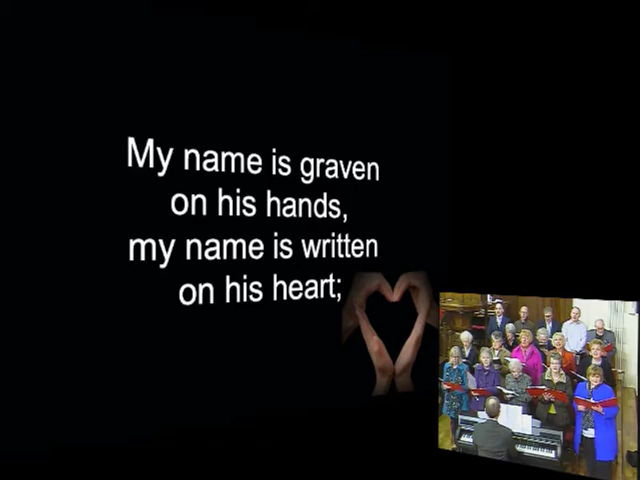 My name is graven
on his hands,
my name is written
on his heart;